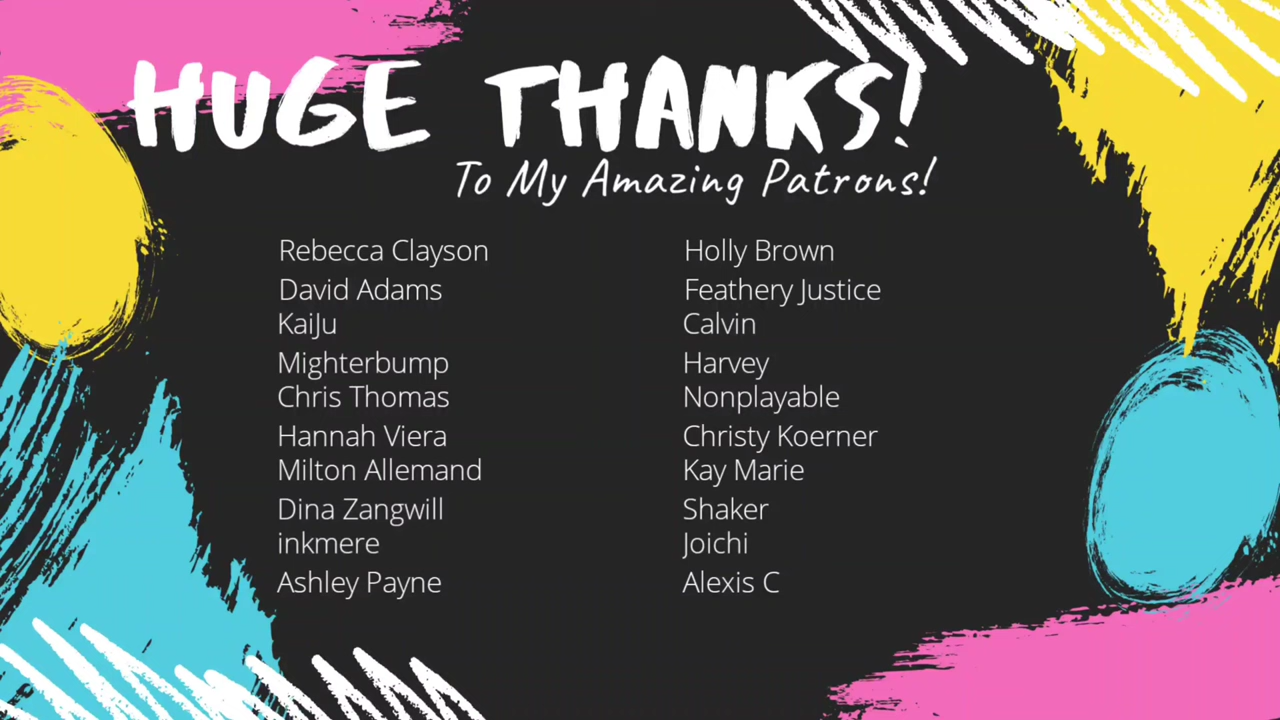 HUGE THANKS!
To My Amazing Patrons!
Rebecca Clayson
David Adams
KaiJu
Mighterbump
Chris Thomas
Hannah Viera
Milton Allemand
Dina Zangwill
inkmere
Ashley Payne
Holly Brown
Feathery Justice
Calvin
Harvey
Nonplayable
Christy Koerner
Kay Marie
Shaker
Joichi
Alexis C